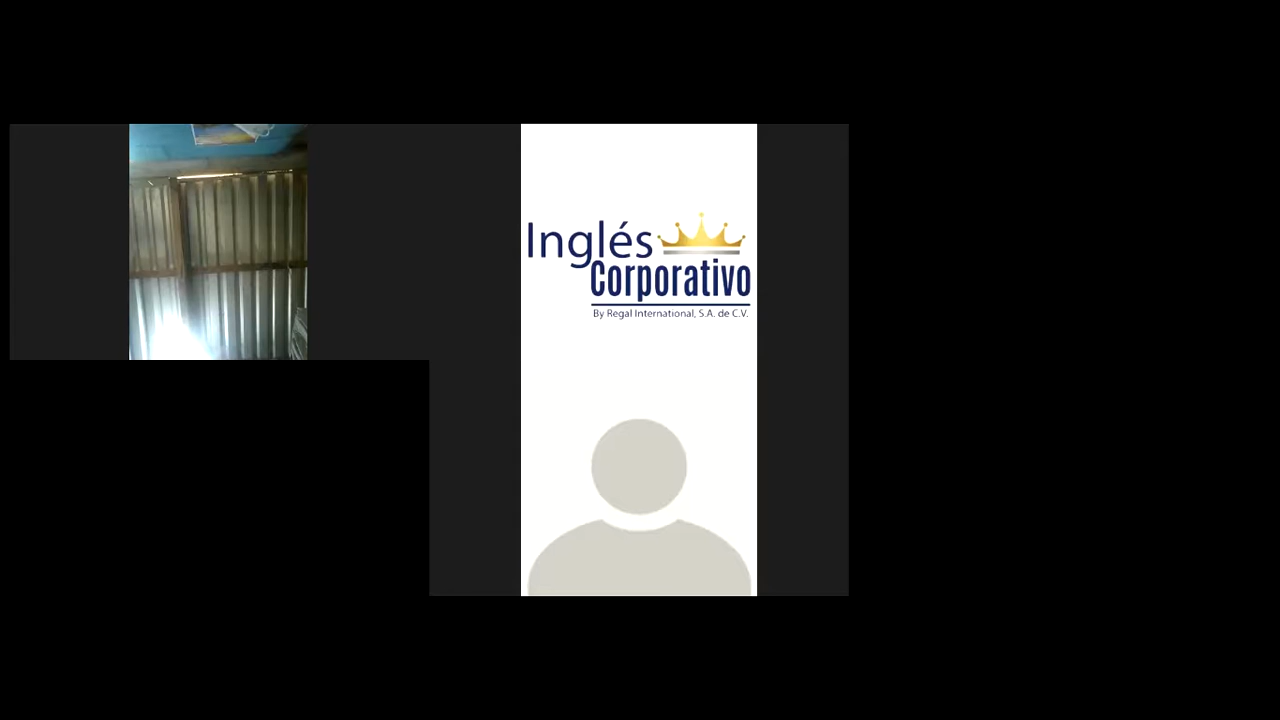 Inglés
Corporativo
By Regal International, S.A. de C.V.